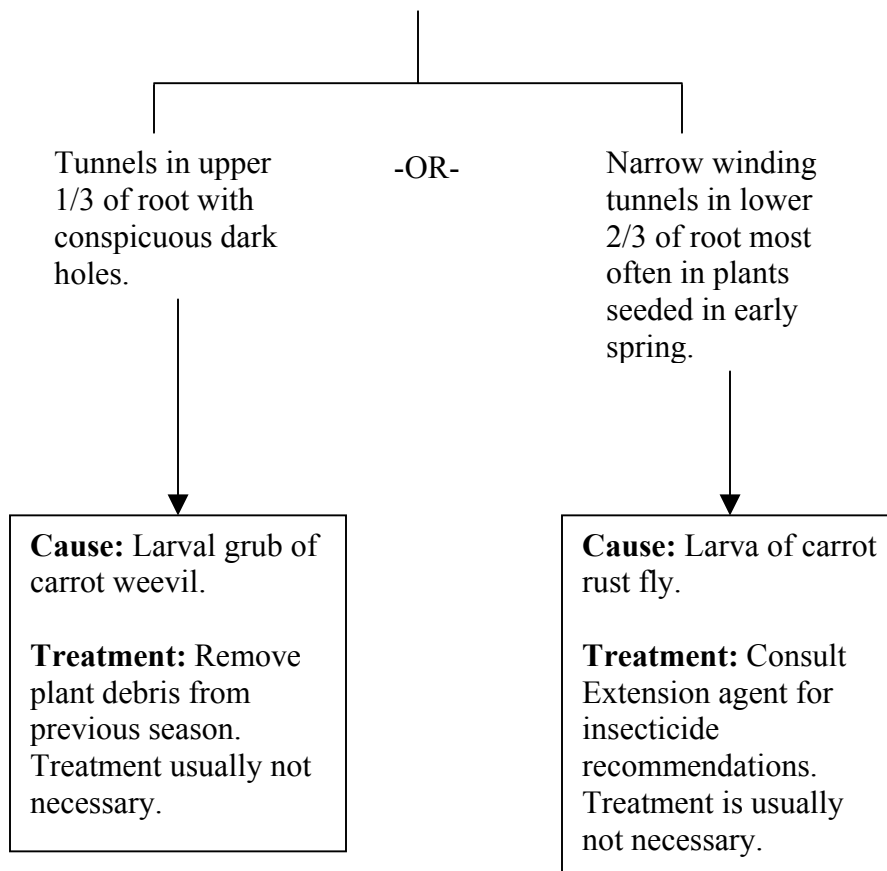 Tunnels in upper
1/3 of root with
conspicuous dark
holes.
-OR-
Narrow winding
tunnels in lower
2/3 of root most
often in plants
seeded in early
spring.
Cause: Larval grub of
carrot weevil.
Treatment: Remove
plant debris from
previous season.
Treatment usually not
necessary.
Cause: Larva of carrot
rust fly.
Treatment: Consult
Extension agent for
insecticide
recommendations.
Treatment is usually
not necessary.